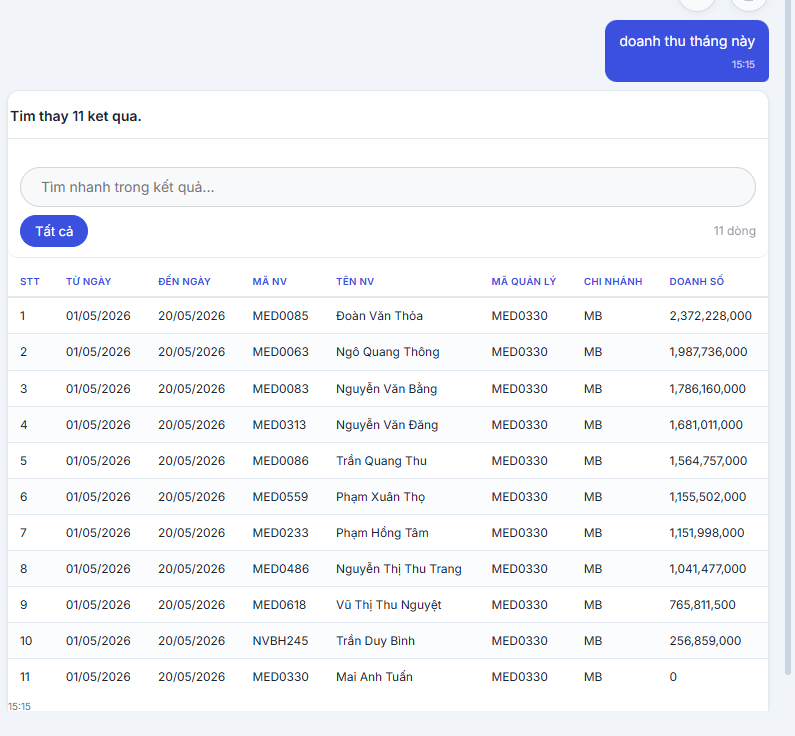 doanh thu tháng này
15:15
Tim thay 11 ket qua.
Tìm nhanh trong kết quả...
Tất cả
11 dòng
STT TỪ NGÀY ĐẾN NGÀY MÃ NV TÊN NV MÃ QUẢN LÝ CHI NHÁNH DOANH SỐ
1 01/05/2026 20/05/2026 MED0085 Đoàn Văn Thỏa MED0330 MB 2,372,228,000
2 01/05/2026 20/05/2026 MED0063 Ngô Quang Thông MED0330 MB 1,987,736,000
3 01/05/2026 20/05/2026 MED0083 Nguyễn Văn Bằng MED0330 MB 1,786,160,000
4 01/05/2026 20/05/2026 MED0313 Nguyễn Văn Đăng MED0330 MB 1,681,011,000
5 01/05/2026 20/05/2026 MED0086 Trần Quang Thu MED0330 MB 1,564,757,000
6 01/05/2026 20/05/2026 MED0559 Phạm Xuân Thọ MED0330 MB 1,155,502,000
7 01/05/2026 20/05/2026 MED0233 Phạm Hồng Tâm MED0330 MB 1,151,998,000
8 01/05/2026 20/05/2026 MED0486 Nguyễn Thị Thu Trang MED0330 MB 1,041,477,000
9 01/05/2026 20/05/2026 MED0618 Vũ Thị Thu Nguyệt MED0330 MB 765,811,500
10 01/05/2026 20/05/2026 NVBH245 Trần Duy Bình MED0330 MB 256,859,000
11 01/05/2026 20/05/2026 MED0330 Mai Anh Tuấn MED0330 MB 0
15:15